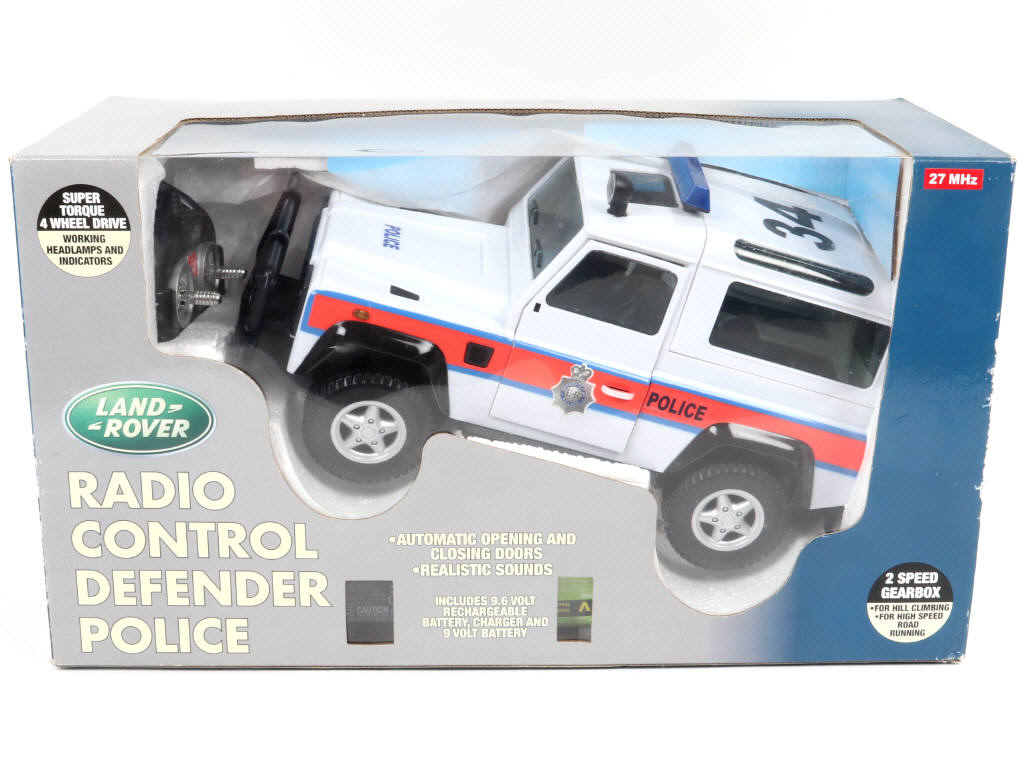 SUPER
TORQUE
4 WHEEL DRIVE
WORKING
HEADLAMPS AND
INDICATORS
27 MHz
POLICE
34
POLICE
LAND-
-ROVER
RADIO
CONTROL
DEFENDER
POLICE
•AUTOMATIC OPENING AND
CLOSING DOORS
•REALISTIC SOUNDS
INCLUDES 9.6 VOLT
RECHARGEABLE
BATTERY, CHARGER AND
9 VOLT BATTERY
CAUTION
V
2 SPEED
GEARBOX
•FOR HILL CLIMBING
•FOR HIGH SPEED
ROAD
RUNNING